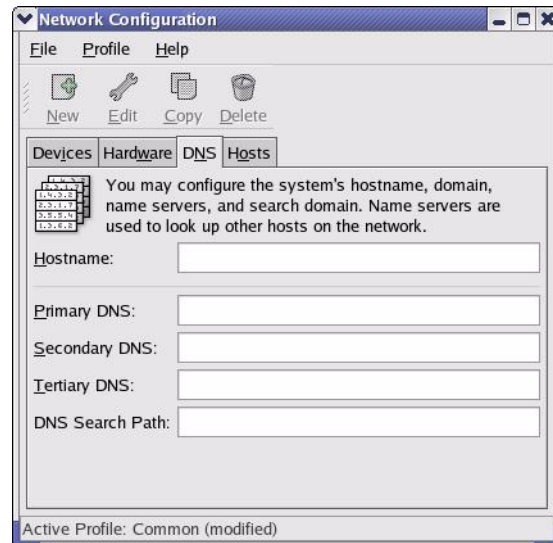 Network Configuration
File Profile Help
New Edit Copy Delete
Devices Hardware DNS Hosts
You may configure the system's hostname, domain,
name servers, and search domain. Name servers are
used to look up other hosts on the network.
Hostname:
Primary DNS:
Secondary DNS:
Tertiary DNS:
DNS Search Path:
Active Profile: Common (modified)